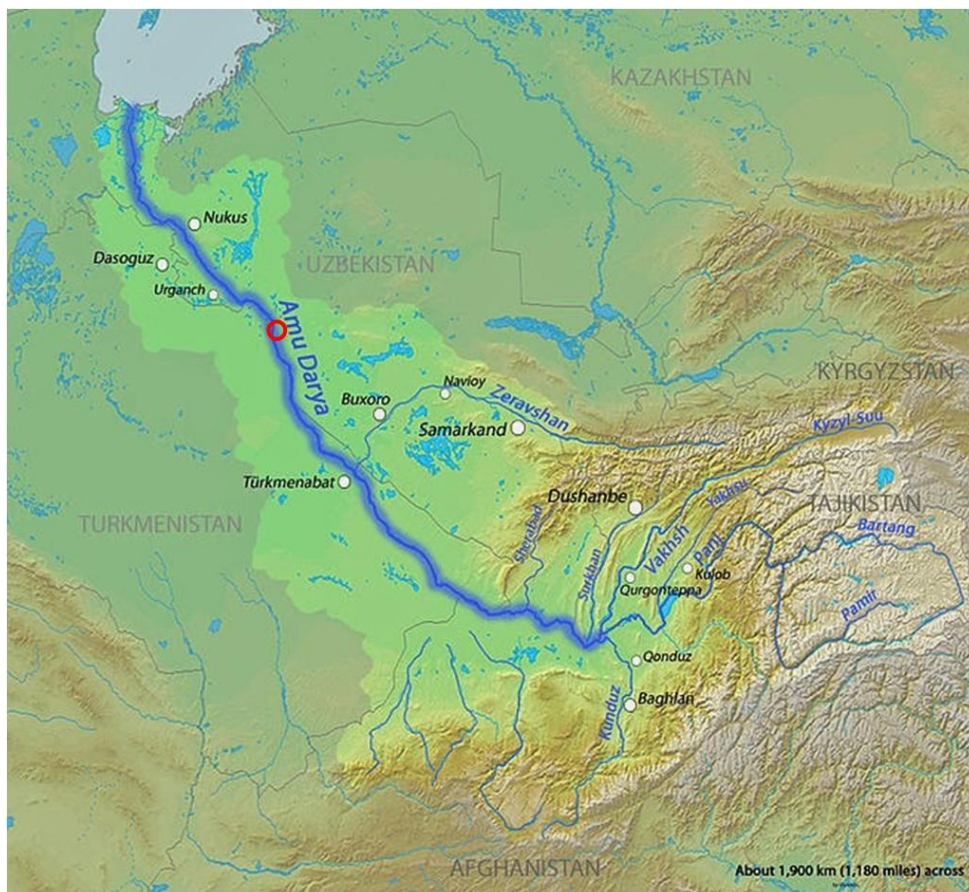 KAZAKHSTAN
Nukus
Dasoguz
UZBEKISTAN
Urganch
Amu Darya
KYRGYZSTAN
Navioy
Buxoro
Zeravshan
Samarkand
Kyzyl-Suu
Türkmenabat
Dushanbe
Yakhsu
TAJIKISTAN
TURKMENISTAN
Bartang
Sherabad
Vakhsh
Panj
Surkhan
Kulob
Qurgonteppa
Pamir
Qonduz
Kunduz
Baghlan
AFGHANISTAN
About 1,900 km (1,180 miles) across